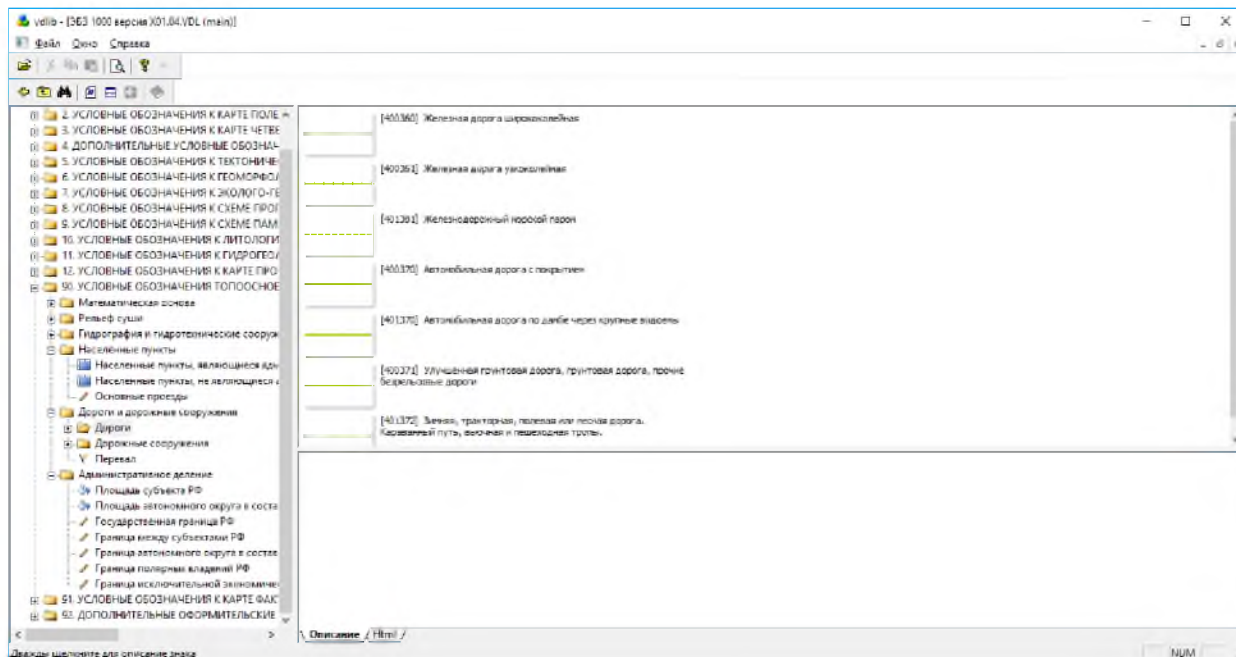 vdlib - [ЭБЗ 1000 версия X01.04.VDL (main)]
Файл Окно Справка
2. УСЛОВНЫЕ ОБОЗНАЧЕНИЯ К КАРТЕ ПОЛЕ
3. УСЛОВНЫЕ ОБОЗНАЧЕНИЯ К КАРТЕ ЧЕТВЕ
4. ДОПОЛНИТЕЛЬНЫЕ УСЛОВНЫЕ ОБОЗНАЧ
5. УСЛОВНЫЕ ОБОЗНАЧЕНИЯ К ТЕКТОНИЧЕ
6. УСЛОВНЫЕ ОБОЗНАЧЕНИЯ К ГЕОМОРФОЛ
7. УСЛОВНЫЕ ОБОЗНАЧЕНИЯ К ЭКОЛОГО-ГЕ
8. УСЛОВНЫЕ ОБОЗНАЧЕНИЯ К СХЕМЕ ПРОГ
9. УСЛОВНЫЕ ОБОЗНАЧЕНИЯ К СХЕМЕ ПАМ
10. УСЛОВНЫЕ ОБОЗНАЧЕНИЯ К ЛИТОЛОГИ
11. УСЛОВНЫЕ ОБОЗНАЧЕНИЯ К ГИДРОГЕОЛ
12. УСЛОВНЫЕ ОБОЗНАЧЕНИЯ К КАРТЕ ПРО
90. УСЛОВНЫЕ ОБОЗНАЧЕНИЯ ТОПООСНОВ
Математическая основа
Рельеф суши
Гидрография и гидротехнические сооруж
Населённые пункты
Населенные пункты, являющиеся адм
Населенные пункты, не являющиеся а
Основные проезды
Дороги и дорожные сооружения
Дороги
Дорожные сооружения
Перевал
Административное деление
Площадь субъекта РФ
Площадь автономного округа в соста
Государственная граница РФ
Граница между субъектами РФ
Граница автономного округа в состав
Граница полярных владений РФ
Граница исключительной экономичес
91. УСЛОВНЫЕ ОБОЗНАЧЕНИЯ К КАРТЕ ФАКТ
93. ДОПОЛНИТЕЛЬНЫЕ ОФОРМИТЕЛЬСКИЕ
[400360] Железная дорога ширококолейная
[400361] Железная дорога узкоколейная
[401361] Железнодорожный морской паром
[400370] Автомобильная дорога с покрытием
[401370] Автомобильная дорога по дамбе через крупные водоемы
[400371] Улучшенная грунтовая дорога, грунтовая дорога, прочие
безрельсовые дороги
[401372] Зимняя, тракторная, полевая или лесная дорога.
Караванный путь, вьючная и пешеходная тропы.
Описание Html
Дважды щелкните для описание знака
NUM